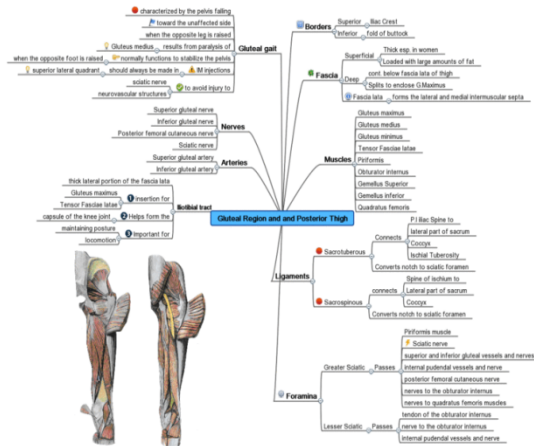 Gluteal Region and and Posterior Thigh
Gluteal gait
characterized by the pelvis falling
toward the unaffected side
when the opposite leg is raised
Gluteus medius
results from paralysis of
when the opposite foot is raised
normally functions to stabilize the pelvis
superior lateral quadrant
should always be made in
IM injections
sciatic nerve
neurovascular structures
to avoid injury to
Nerves
Superior gluteal nerve
Inferior gluteal nerve
Posterior femoral cutaneous nerve
Sciatic nerve
Arteries
Superior gluteal artery
Inferior gluteal artery
Iliotibial tract
thick lateral portion of the fascia lata
Gluteus maximus
Tensor Fasciae latae
1 Insertion for
capsule of the knee joint
2 Helps form the
maintaining posture
locomotion
3 Important for
Borders
Superior
Iliac Crest
Inferior
fold of buttock
Fascia
Superficial
Thick esp. in women
Loaded with large amounts of fat
Deep
cont. below fascia lata of thigh
Splits to enclose G.Maximus
Fascia lata
forms the lateral and medial intermuscular septa
Muscles
Gluteus maximus
Gluteus medius
Gluteus minimus
Tensor Fasciae latae
Piriformis
Obturator internus
Gemellus Superior
Gemellus inferior
Quadratus femoris
Ligaments
Sacrotuberous
Connects
P.I Iliac Spine to
lateral part of sacrum
Coccyx
Ischial Tuberosity
Converts notch to sciatic foramen
Sacrospinous
connects
Spine of ischium to
Lateral part of sacrum
Coccyx
Converts notch to sciatic foramen
Foramina
Greater Sciatic
Passes
Piriformis muscle
Sciatic nerve
superior and inferior gluteal vessels and nerves
internal pudendal vessels and nerve
posterior femoral cutaneous nerve
nerves to the obturator internus
nerves to quadratus femoris muscles
Lesser Sciatic
Passes
tendon of the obturator internus
nerve to the obturator internus
internal pudendal vessels and nerve